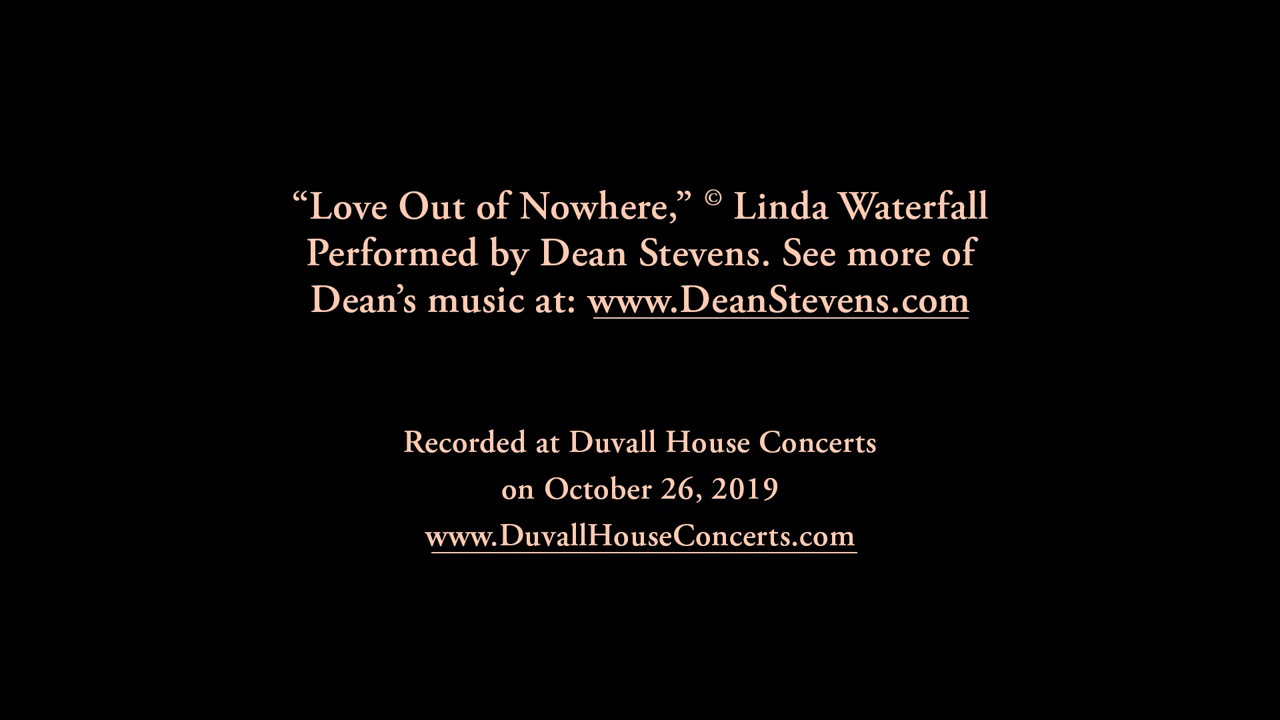 “Love Out of Nowhere,” © Linda Waterfall
Performed by Dean Stevens. See more of
Dean’s music at: www.DeanStevens.com
Recorded at Duvall House Concerts
on October 26, 2019
www.DuvallHouseConcerts.com